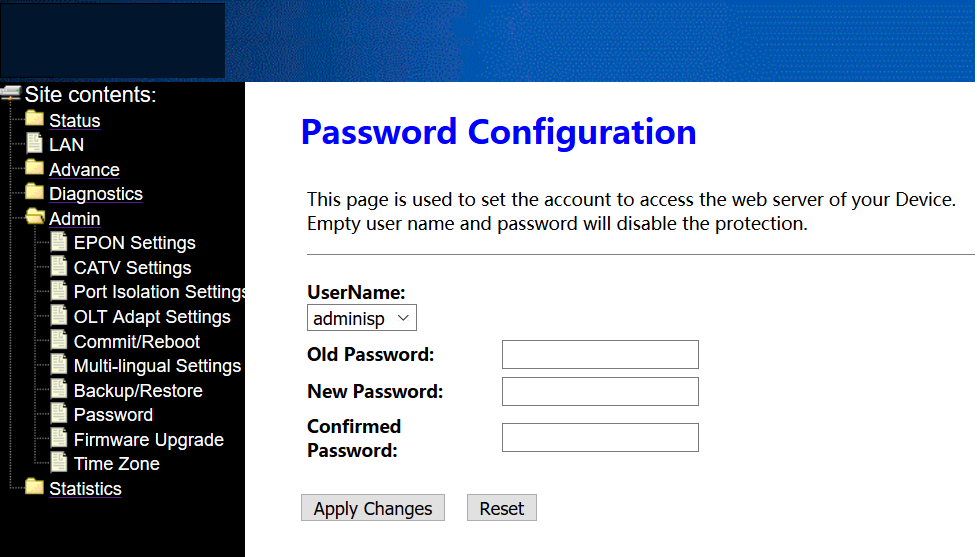 Site contents:
Status
LAN
Advance
Diagnostics
Admin
EPON Settings
CATV Settings
Port Isolation Settings
OLT Adapt Settings
Commit/Reboot
Multi-lingual Settings
Backup/Restore
Password
Firmware Upgrade
Time Zone
Statistics
Password Configuration
This page is used to set the account to access the web server of your Device.
Empty user name and password will disable the protection.
UserName:
adminisp
Old Password:
New Password:
Confirmed
Password:
Apply Changes Reset